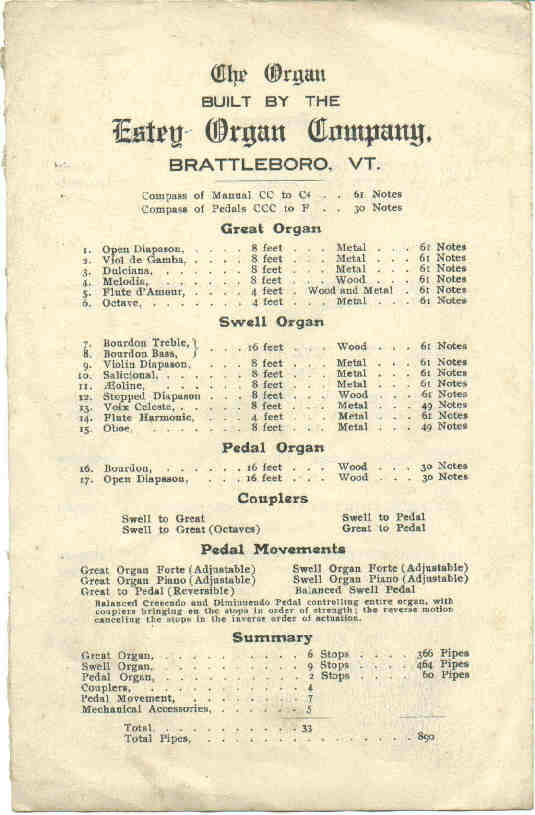 The Organ
BUILT BY THE
Estey Organ Company,
BRATTLEBORO, VT.
Compass of Manual CC to C4 . . 61 Notes
Compass of Pedals CCC to F . . 30 Notes
Great Organ
1. Open Diapason, . . . . 8 feet . . . Metal . . . 61 Notes
2. Viol de Gamba, . . . . 8 feet . . . Metal . . . 61 Notes
3. Dulciana, . . . . . . 8 feet . . . Metal . . . 61 Notes
4. Melodia, . . . . . . 8 feet . . . Wood . . . 61 Notes
5. Flute d'Amour, . . . . 4 feet . . Wood and Metal . 61 Notes
6. Octave, . . . . . . . 4 feet . . . Metal . . . 61 Notes
Swell Organ
7. Bourdon Treble, }
8. Bourdon Bass, } . . . 16 feet . . . Wood . . . 61 Notes
9. Violin Diapason, . . . . 8 feet . . . Metal . . . 61 Notes
10. Salicional, . . . . . . 8 feet . . . Metal . . . 61 Notes
11. Æoline, . . . . . . 8 feet . . . Metal . . . 61 Notes
12. Stopped Diapason . . . 8 feet . . . Wood . . . 61 Notes
13. Voix Celeste, . . . . . 8 feet . . . Metal . . . 49 Notes
14. Flute Harmonic, . . . . 4 feet . . . Metal . . . 61 Notes
15. Oboe, . . . . . . . 8 feet . . . Metal . . . 49 Notes
Pedal Organ
16. Bourdon, . . . . . . 16 feet . . . Wood . . . 30 Notes
17. Open Diapason, . . . . 16 feet . . . Wood . . . 30 Notes
Couplers
Swell to Great Swell to Pedal
Swell to Great (Octaves) Great to Pedal
Pedal Movements
Great Organ Forte (Adjustable) Swell Organ Forte (Adjustable)
Great Organ Piano (Adjustable) Swell Organ Piano (Adjustable)
Great to Pedal (Reversible) Balanced Swell Pedal
Balanced Crescendo and Diminuendo Pedal controlling entire organ, with
couplers bringing on the stops in order of strength; the reverse motion
canceling the stops in the inverse order of actuation.
Summary
Great Organ, . . . . . . . . . 6 Stops . . . . 366 Pipes
Swell Organ, . . . . . . . . . 9 Stops . . . . 464 Pipes
Pedal Organ, . . . . . . . . . 2 Stops . . . . 60 Pipes
Couplers, . . . . . . . . . . 4
Pedal Movement, . . . . . . . 7
Mechanical Accessories, . . . . . 5
Total, . . . . . . . . . . 33
Total Pipes, . . . . . . . . . . . . . . . 890